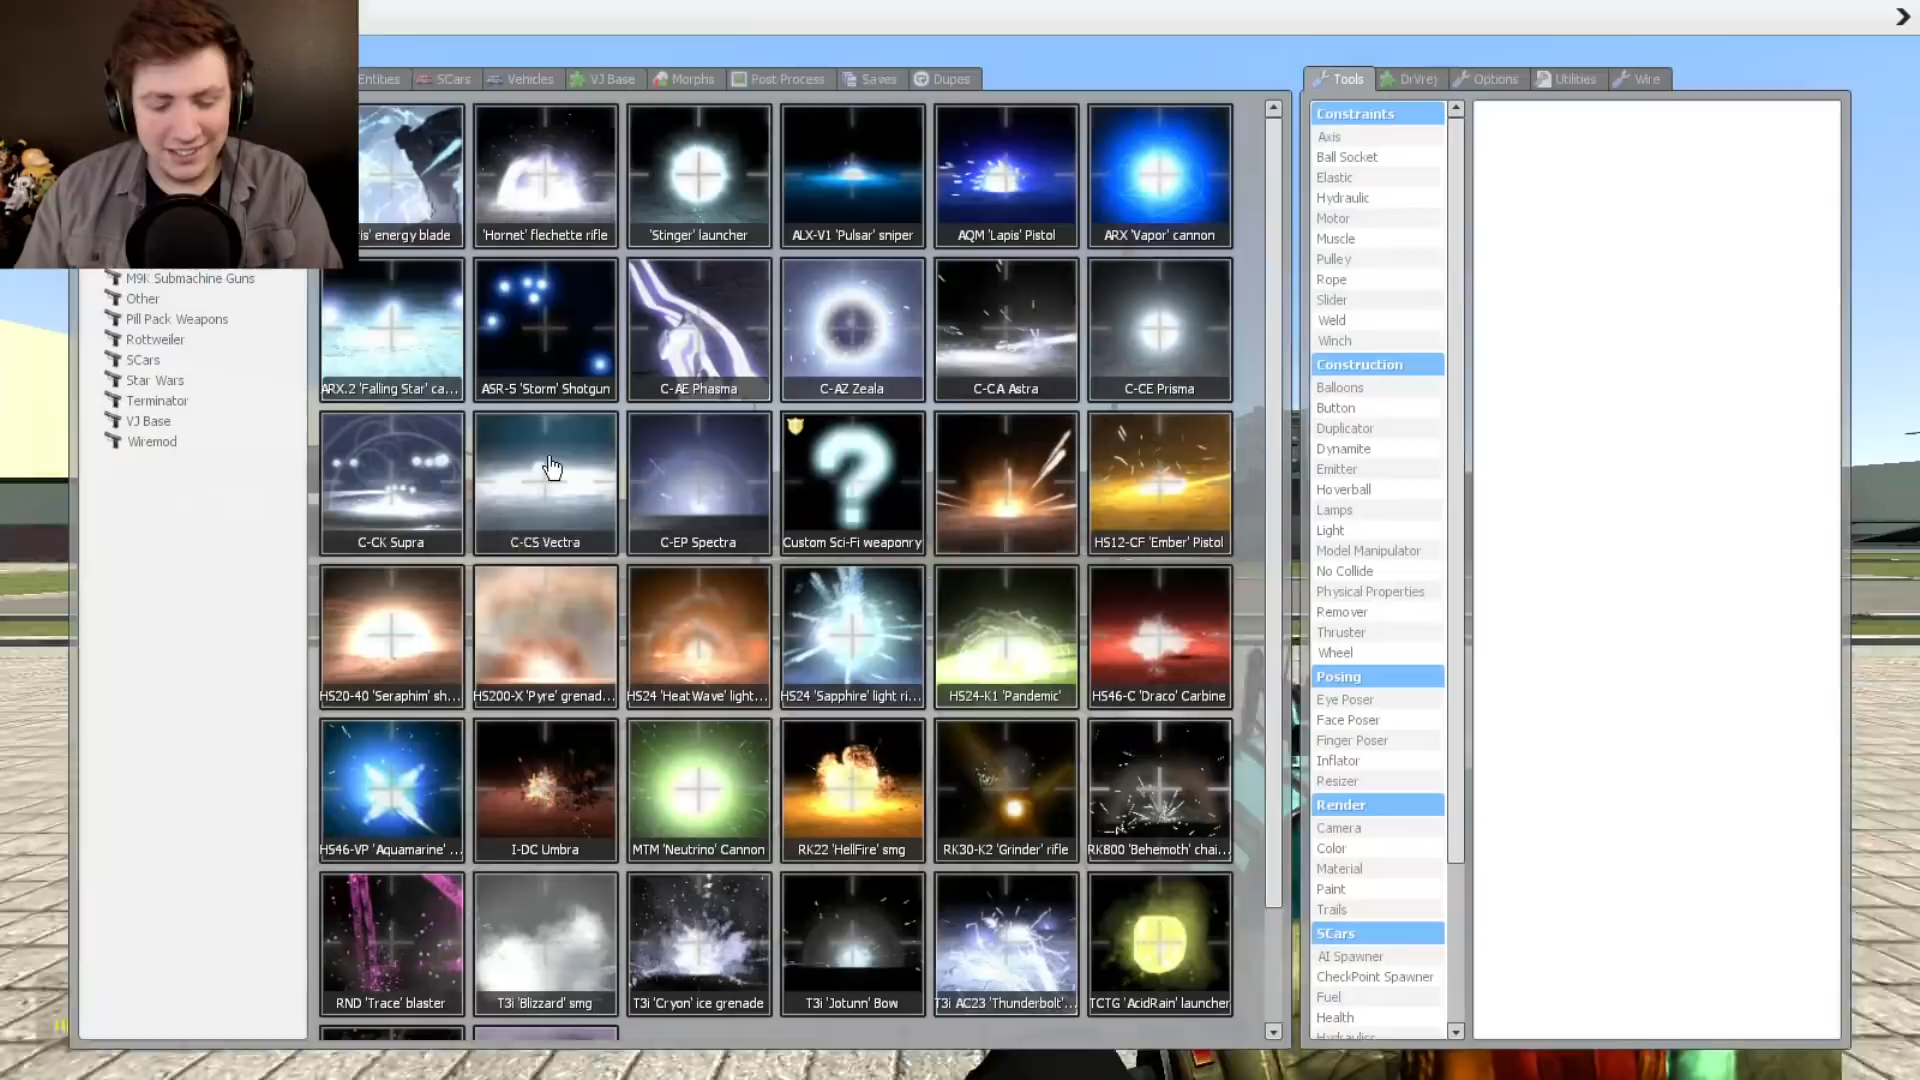 Entities
SCars
Vehicles
VJ Base
Morphs
Post Process
Saves
Dupes
Tools
DrVrej
Options
Utilities
Wire
M9K Submachine Guns
Other
Pill Pack Weapons
Rottweiler
SCars
Star Wars
Terminator
VJ Base
Wiremod
is' energy blade
'Hornet' flechette rifle
'Stinger' launcher
ALX-V1 'Pulsar' sniper
AQM 'Lapis' Pistol
ARX 'Vapor' cannon
ARX.2 'Falling Star' ca...
ASR-5 'Storm' Shotgun
C-AE Phasma
C-AZ Zeala
C-CA Astra
C-CE Prisma
C-CK Supra
C-CS Vectra
C-EP Spectra
Custom Sci-Fi weaponry
HS12-CF 'Ember' Pistol
HS20-40 'Seraphim' sh...
HS200-X 'Pyre' grenad...
HS24 'HeatWave' light...
HS24 'Sapphire' light ri...
HS24-K1 'Pandemic'
HS46-C 'Draco' Carbine
HS46-VP 'Aquamarine' ...
I-DC Umbra
MTM 'Neutrino' Cannon
RK22 'HellFire' smg
RK30-K2 'Grinder' rifle
RK800 'Behemoth' chai...
RND 'Trace' blaster
T3i 'Blizzard' smg
T3i 'Cryon' ice grenade
T3i 'Jotunn' Bow
T3i AC23 'Thunderbolt'...
TCTG 'AcidRain' launcher
Constraints
Axis
Ball Socket
Elastic
Hydraulic
Motor
Muscle
Pulley
Rope
Slider
Weld
Winch
Construction
Balloons
Button
Duplicator
Dynamite
Emitter
Hoverball
Lamps
Light
Model Manipulator
No Collide
Physical Properties
Remover
Thruster
Wheel
Posing
Eye Poser
Face Poser
Finger Poser
Inflator
Resizer
Render
Camera
Color
Material
Paint
Trails
SCars
AI Spawner
CheckPoint Spawner
Fuel
Health
Hydraulics